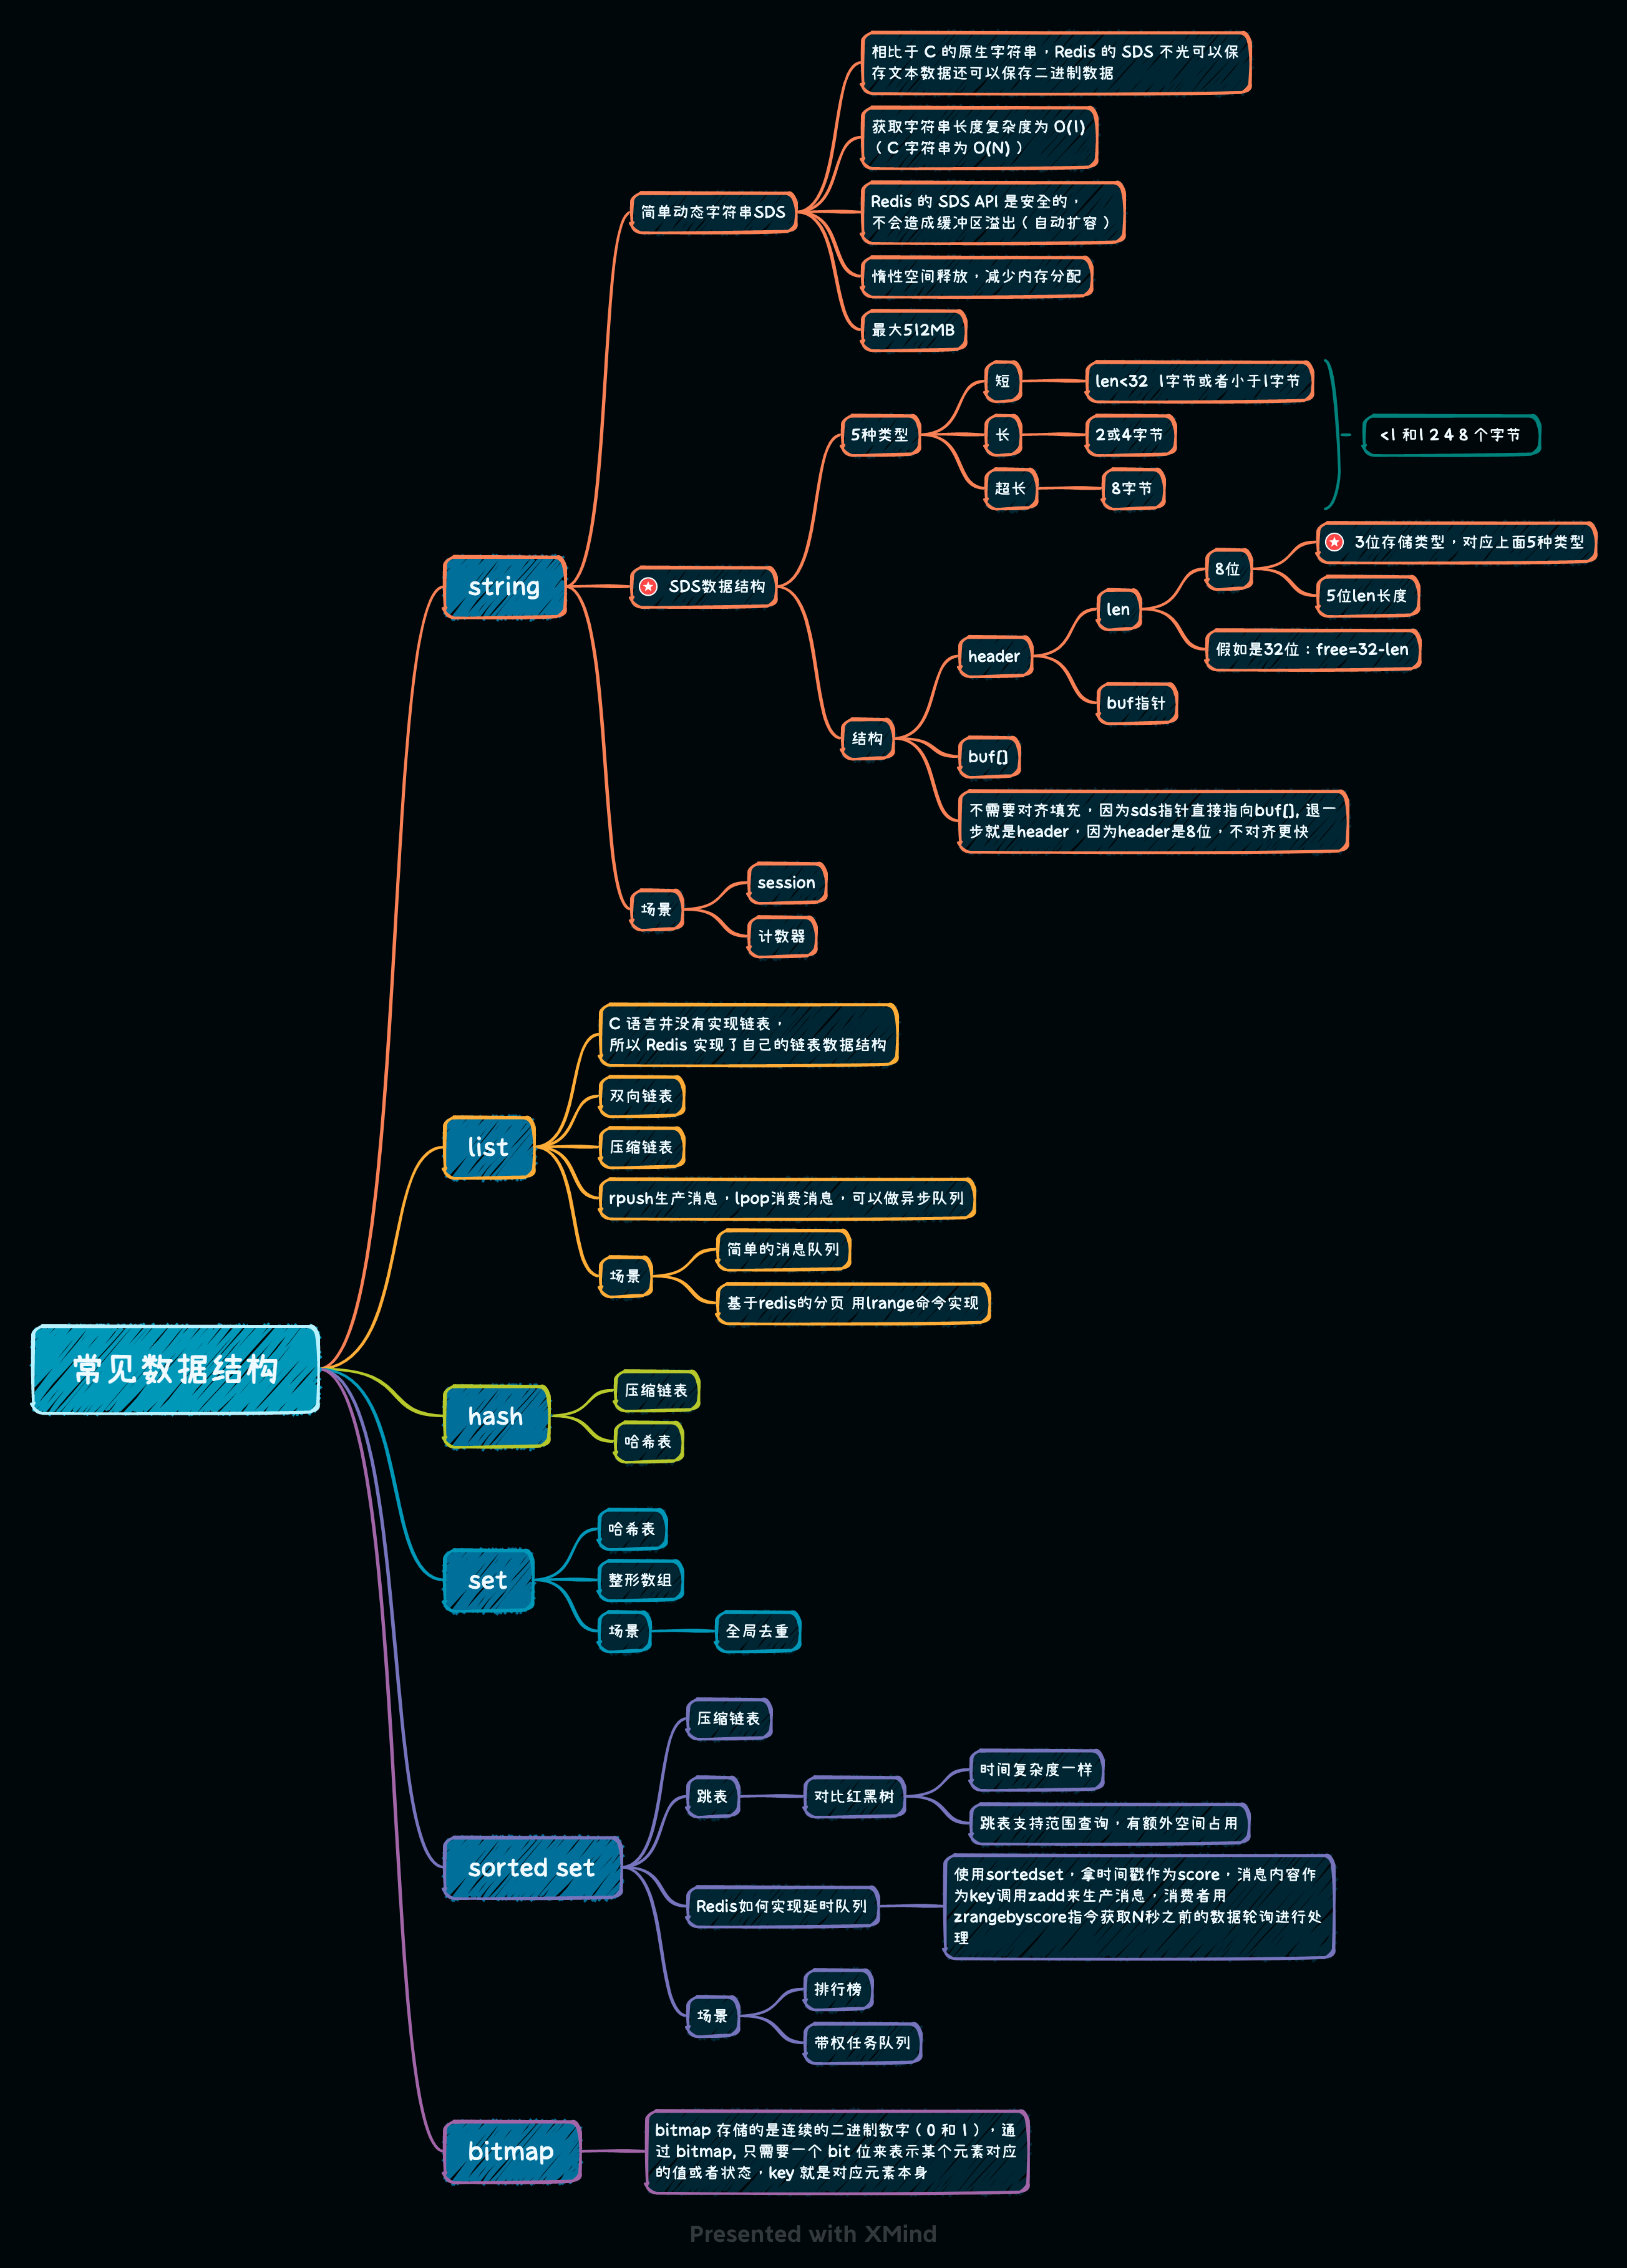 常见数据结构
string
简单动态字符串SDS
相比于 C 的原生字符串，Redis 的 SDS 不光可以保
存文本数据还可以保存二进制数据
获取字符串长度复杂度为 O(1)
（ C 字符串为 O(N) ）
Redis 的 SDS API 是安全的，
不会造成缓冲区溢出（ 自动扩容 ）
惰性空间释放，减少内存分配
最大512MB
SDS数据结构
5种类型
短
len<32 1字节或者小于1字节
长
2或4字节
超长
8字节
<1 和1 2 4 8 个字节
结构
header
len
8位
3位存储类型，对应上面5种类型
5位len长度
假如是32位：free=32-len
buf指针
buf[]
不需要对齐填充，因为sds指针直接指向buf[], 退一
步就是header，因为header是8位，不对齐更快
场景
session
计数器
list
C 语言并没有实现链表，
所以 Redis 实现了自己的链表数据结构
双向链表
压缩链表
rpush生产消息，lpop消费消息，可以做异步队列
场景
简单的消息队列
基于redis的分页 用lrange命令实现
hash
压缩链表
哈希表
set
哈希表
整形数组
场景
全局去重
sorted set
压缩链表
跳表
对比红黑树
时间复杂度一样
跳表支持范围查询，有额外空间占用
Redis如何实现延时队列
使用sortedset，拿时间戳作为score，消息内容作
为key调用zadd来生产消息，消费者用
zrangebyscore指令获取N秒之前的数据轮询进行处
理
场景
排行榜
带权任务队列
bitmap
bitmap 存储的是连续的二进制数字（ 0 和 1 ），通
过 bitmap, 只需要一个 bit 位来表示某个元素对应
的值或者状态，key 就是对应元素本身
Presented with XMind